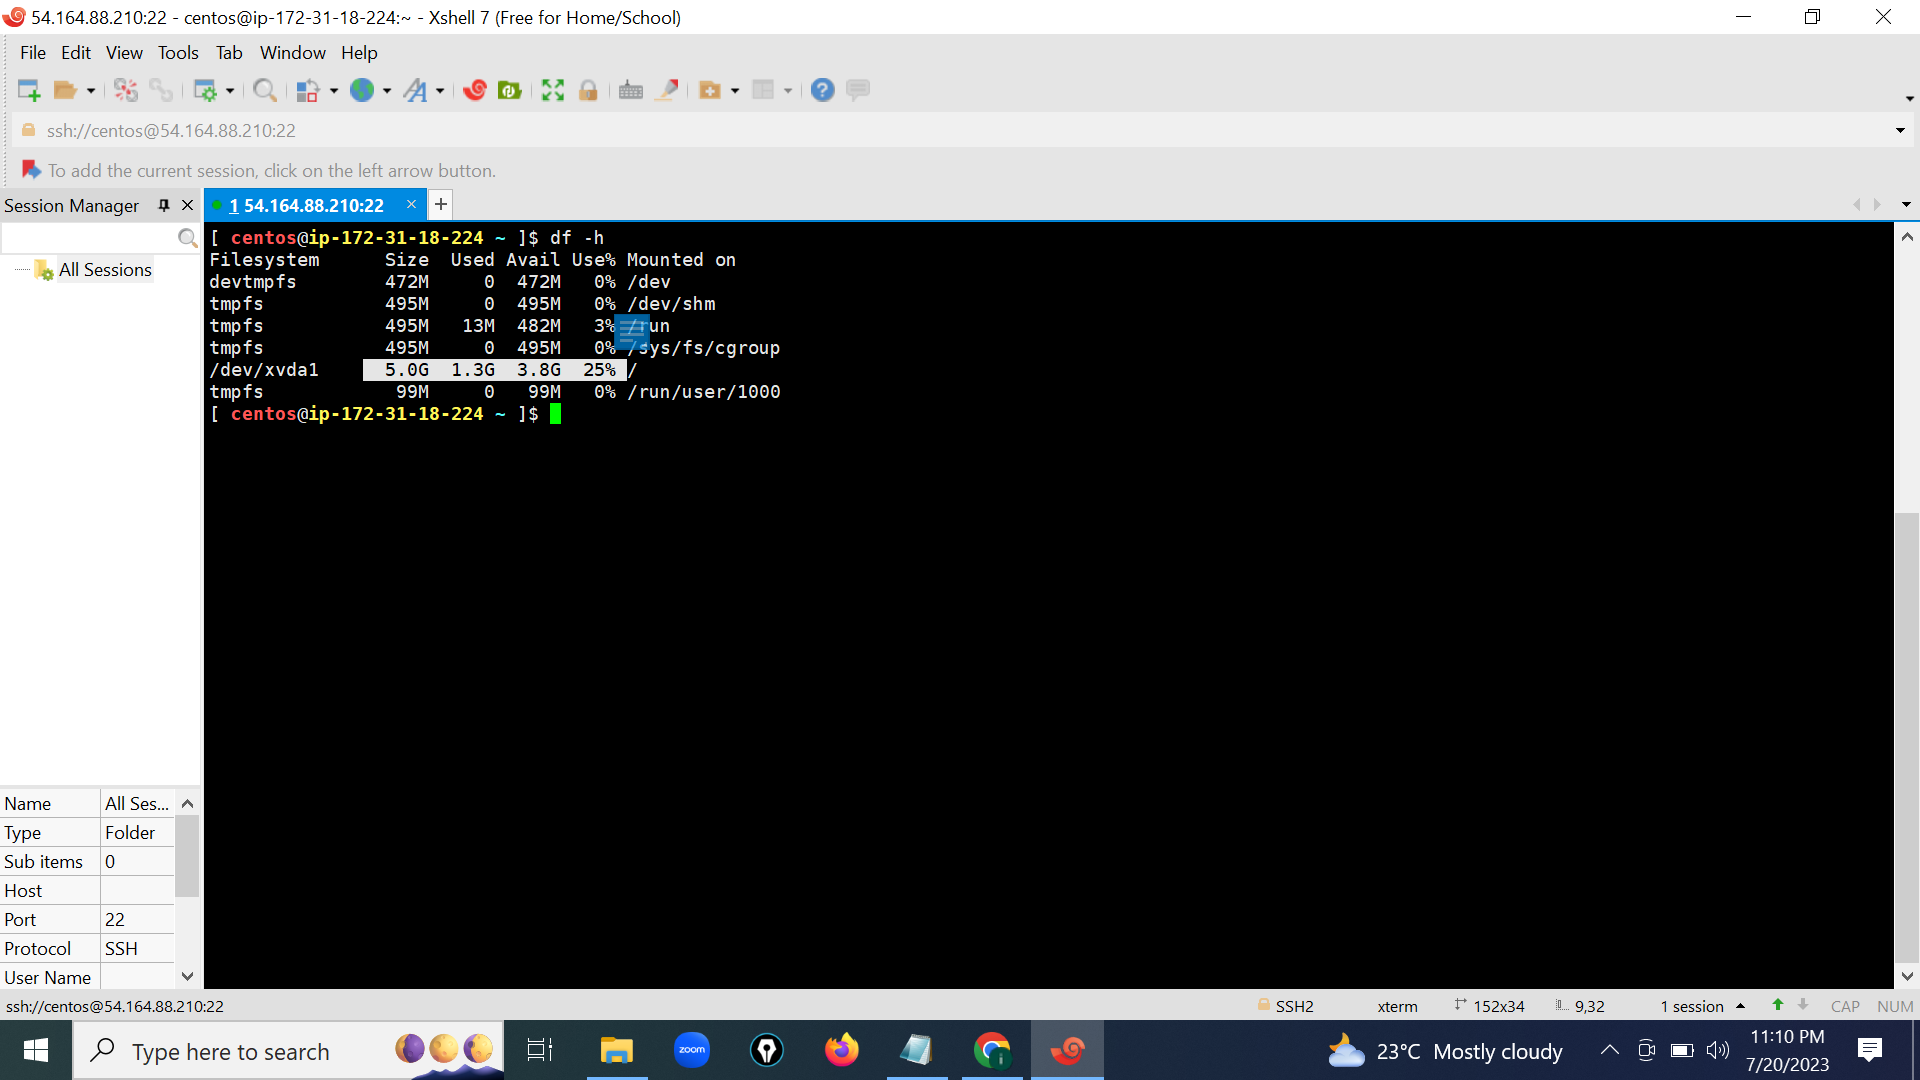 54.164.88.210:22 - centos@ip-172-31-18-224:~ - Xshell 7 (Free for Home/School)
File Edit View Tools Tab Window Help
ssh://centos@54.164.88.210:22
To add the current session, click on the left arrow button.
Session Manager
All Sessions
1 54.164.88.210:22
[ centos@ip-172-31-18-224 ~ ]$ df -h
Filesystem      Size  Used Avail Use% Mounted on
devtmpfs        472M     0  472M   0% /dev
tmpfs           495M     0  495M   0% /dev/shm
tmpfs           495M   13M  482M   3% /run
tmpfs           495M     0  495M   0% /sys/fs/cgroup
/dev/xvda1      5.0G  1.3G  3.8G  25% /
tmpfs            99M     0   99M   0% /run/user/1000
[ centos@ip-172-31-18-224 ~ ]$
Name All Ses...
Type Folder
Sub items 0
Host
Port 22
Protocol SSH
User Name
ssh://centos@54.164.88.210:22 SSH2 xterm 152x34 9,32 1 session CAP NUM
Type here to search
zoom
23°C Mostly cloudy
11:10 PM
7/20/2023